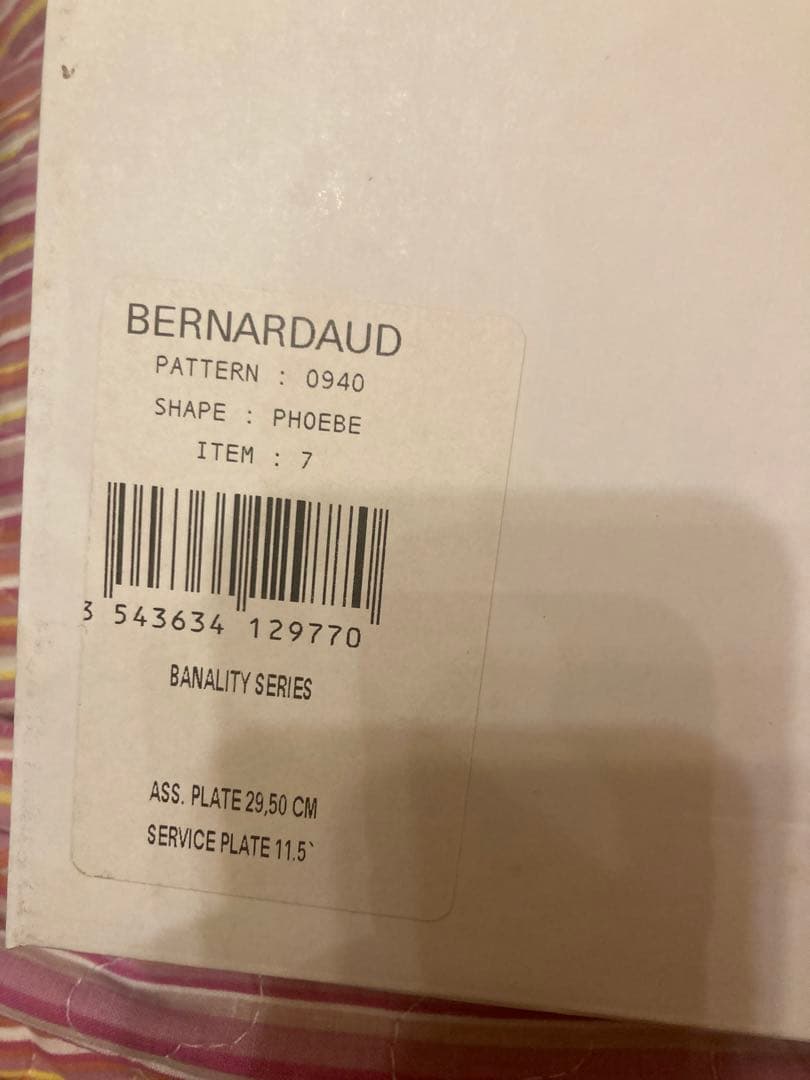 BERNARDAUD
PATTERN : 0940
SHAPE : PHOEBE
ITEM : 7
3 543634 129770
BANALITY SERIES
ASS. PLATE 29,50 CM
SERVICE PLATE 11.5`